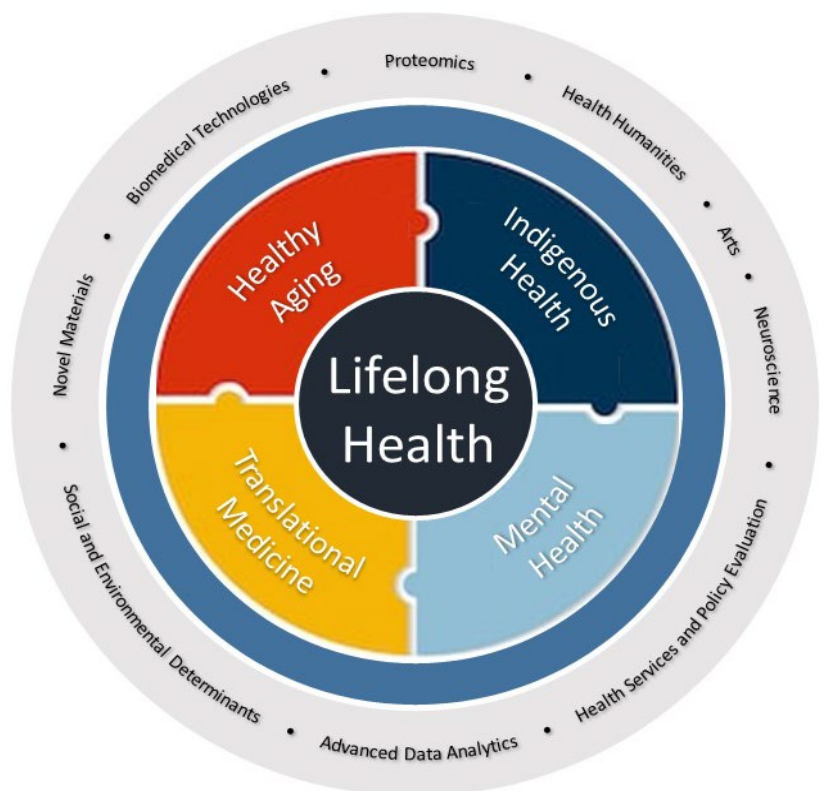 Proteomics
Health Humanities
Arts
Neuroscience
Health Services and Policy Evaluation
Advanced Data Analytics
Social and Environmental Determinants
Novel Materials
Biomedical Technologies
Healthy
Aging
Indigenous
Health
Lifelong
Health
Translational
Medicine
Mental
Health